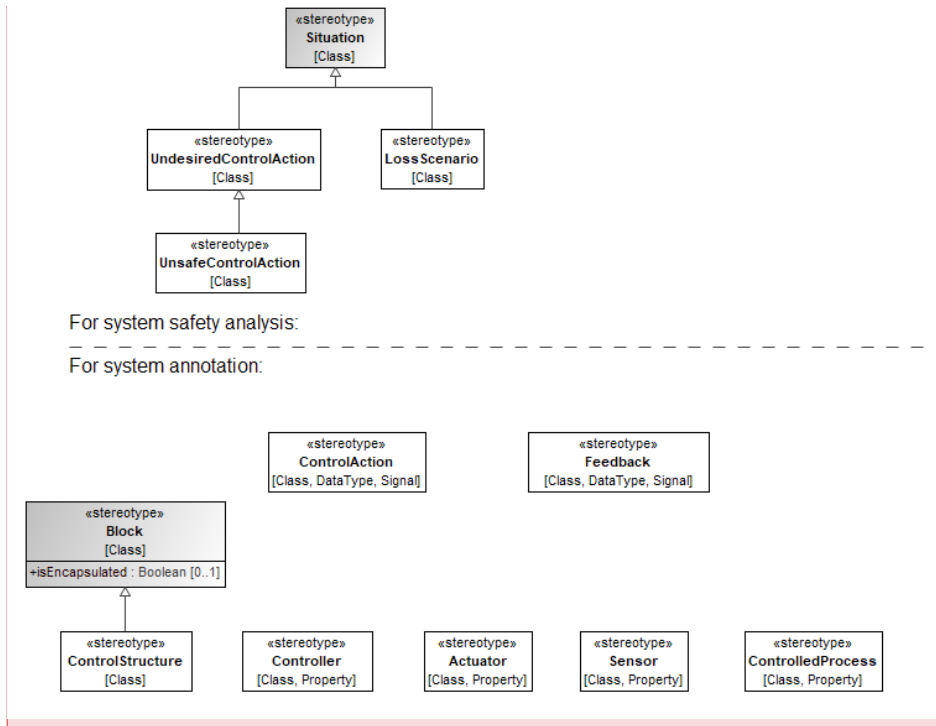 «stereotype»
Situation
[Class]
«stereotype»
UndesiredControlAction
[Class]
«stereotype»
LossScenario
[Class]
«stereotype»
UnsafeControlAction
[Class]
For system safety analysis:
For system annotation:
«stereotype»
ControlAction
[Class, DataType, Signal]
«stereotype»
Feedback
[Class, DataType, Signal]
«stereotype»
Block
[Class]
+isEncapsulated : Boolean [0..1]
«stereotype»
ControlStructure
[Class]
«stereotype»
Controller
[Class, Property]
«stereotype»
Actuator
[Class, Property]
«stereotype»
Sensor
[Class, Property]
«stereotype»
ControlledProcess
[Class, Property]